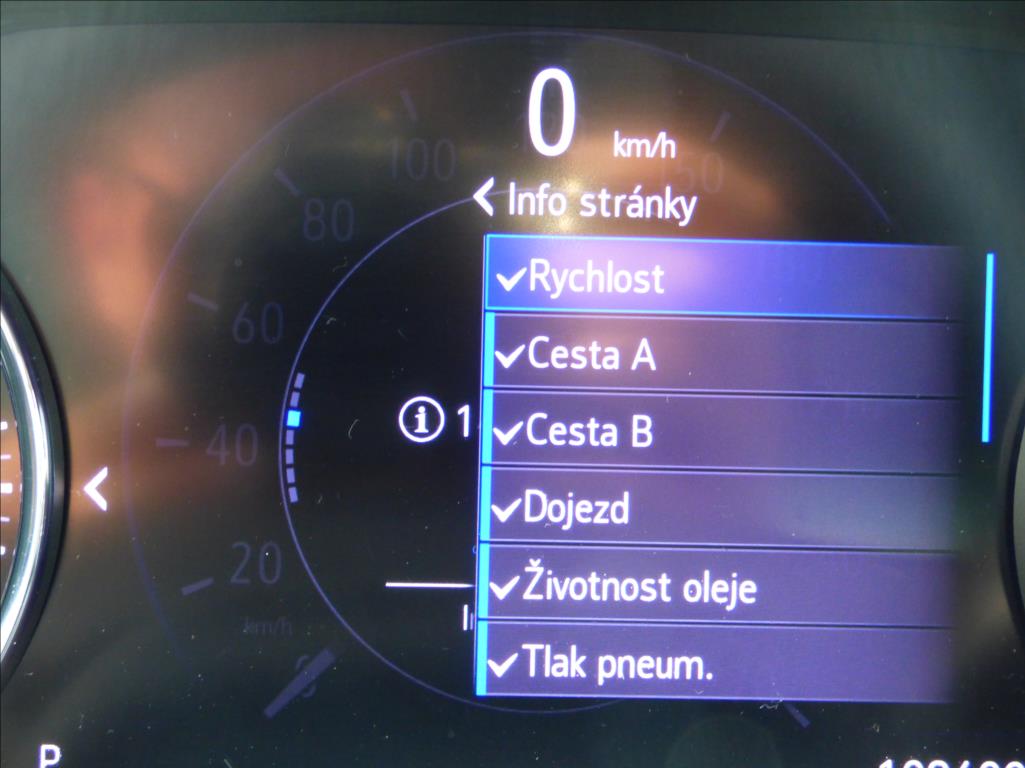 0
km/h
100
150
< Info stránky
80
Rychlost
60
Cesta A
Cesta B
1
40
Dojezd
20
Životnost oleje
km/h
Tlak pneum.
P